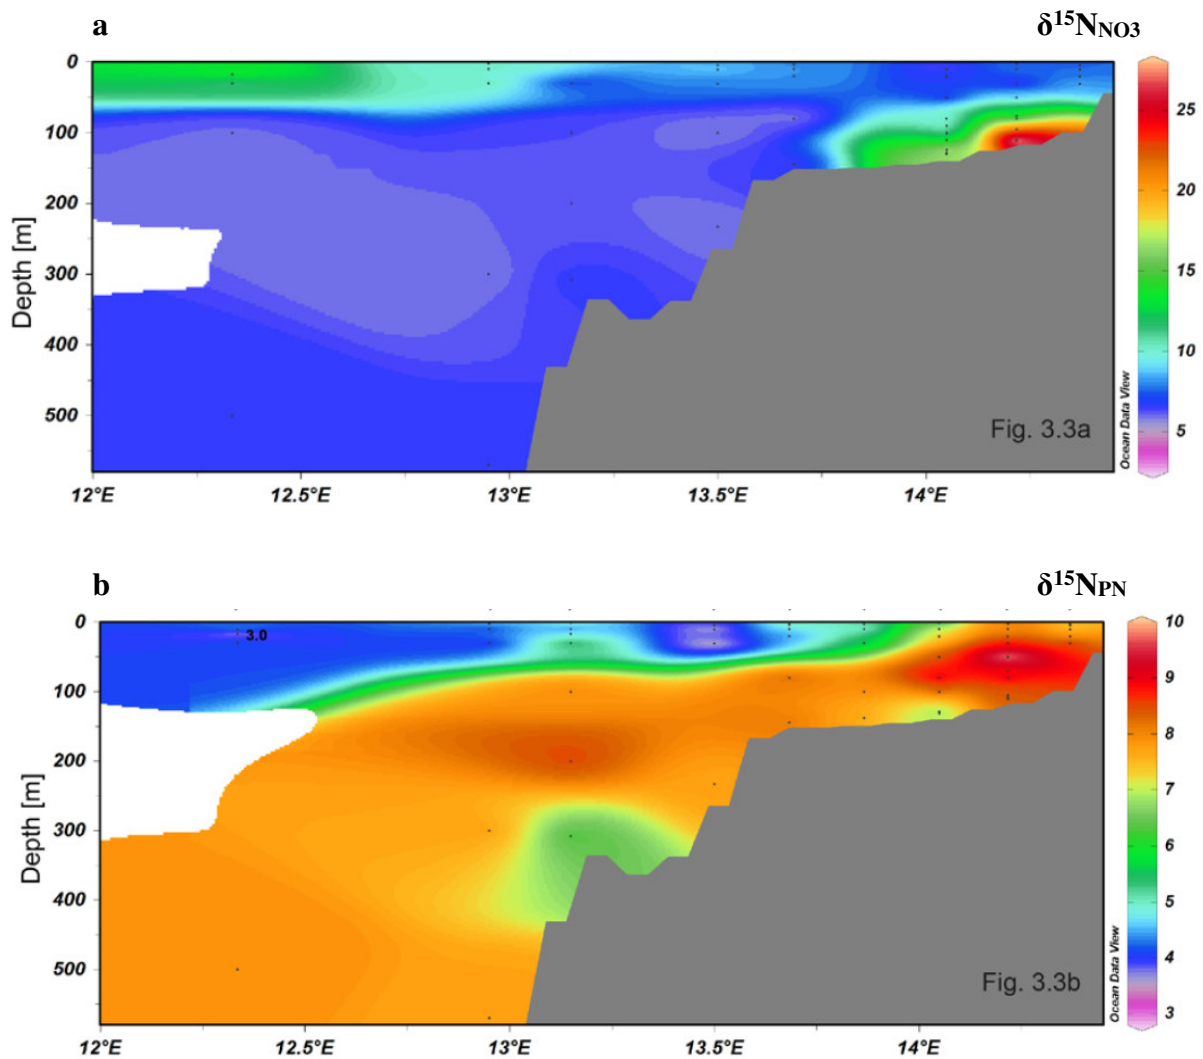 a
δ¹⁵N_NO3
0
100
200
300
400
500
Depth [m]
12°E
12.5°E
13°E
13.5°E
14°E
25
20
15
10
5
Ocean Data View
Fig. 3.3a
b
δ¹⁵N_PN
0
100
200
300
400
500
Depth [m]
3.0
12°E
12.5°E
13°E
13.5°E
14°E
10
9
8
7
6
5
4
3
Ocean Data View
Fig. 3.3b